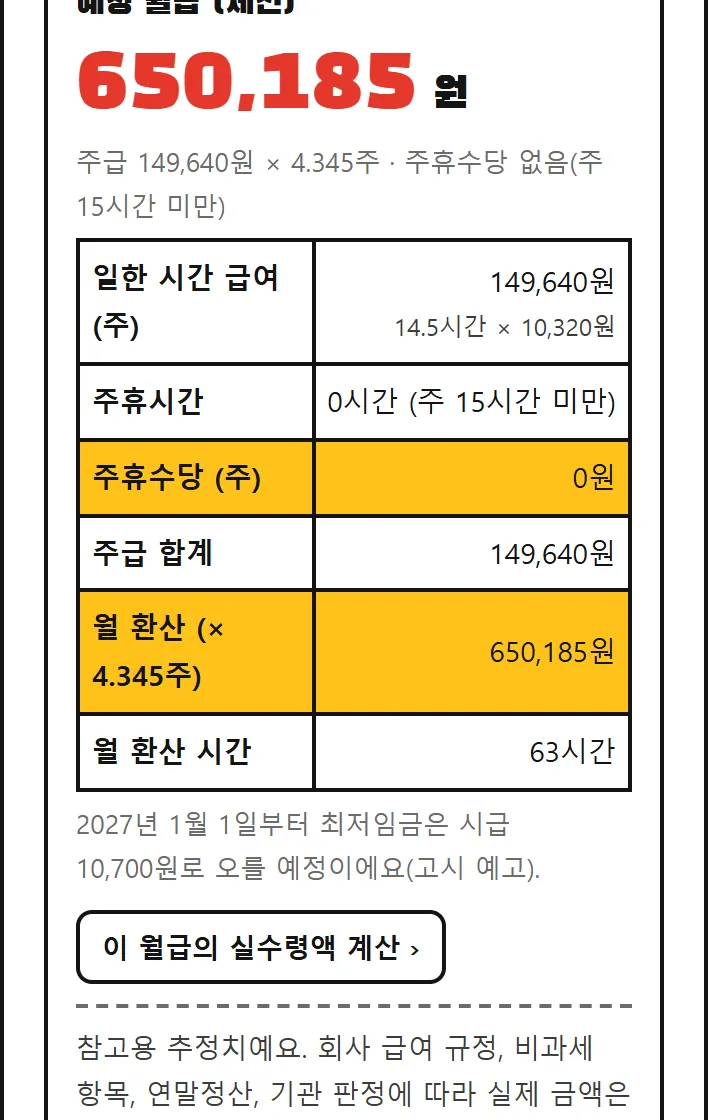 예상 월급 (세전)
650,185 원
주급 149,640원 × 4.345주 · 주휴수당 없음(주
15시간 미만)
일한 시간 급여
(주)
149,640원
14.5시간 × 10,320원
주휴시간
0시간 (주 15시간 미만)
주휴수당 (주)
0원
주급 합계
149,640원
월 환산 (×
4.345주)
650,185원
월 환산 시간
63시간
2027년 1월 1일부터 최저임금은 시급
10,700원로 오를 예정이에요(고시 예고).
이 월급의 실수령액 계산 ›
참고용 추정치예요. 회사 급여 규정, 비과세
항목, 연말정산, 기관 판정에 따라 실제 금액은